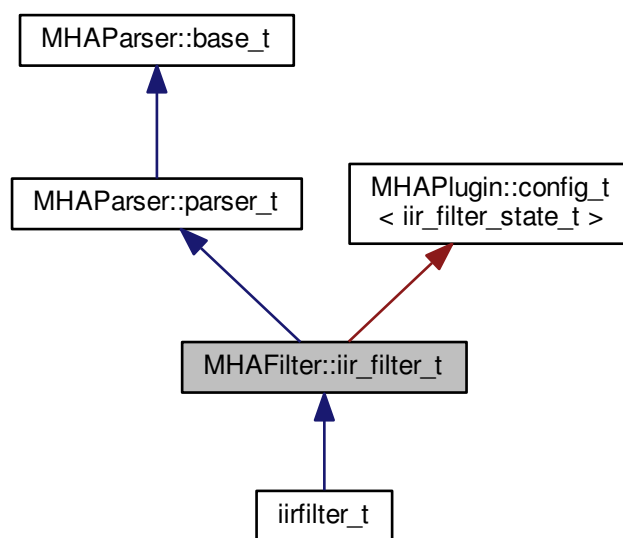 MHAParser::base_t
MHAParser::parser_t
MHAPlugin::config_t
< iir_filter_state_t >
MHAFilter::iir_filter_t
iirfilter_t